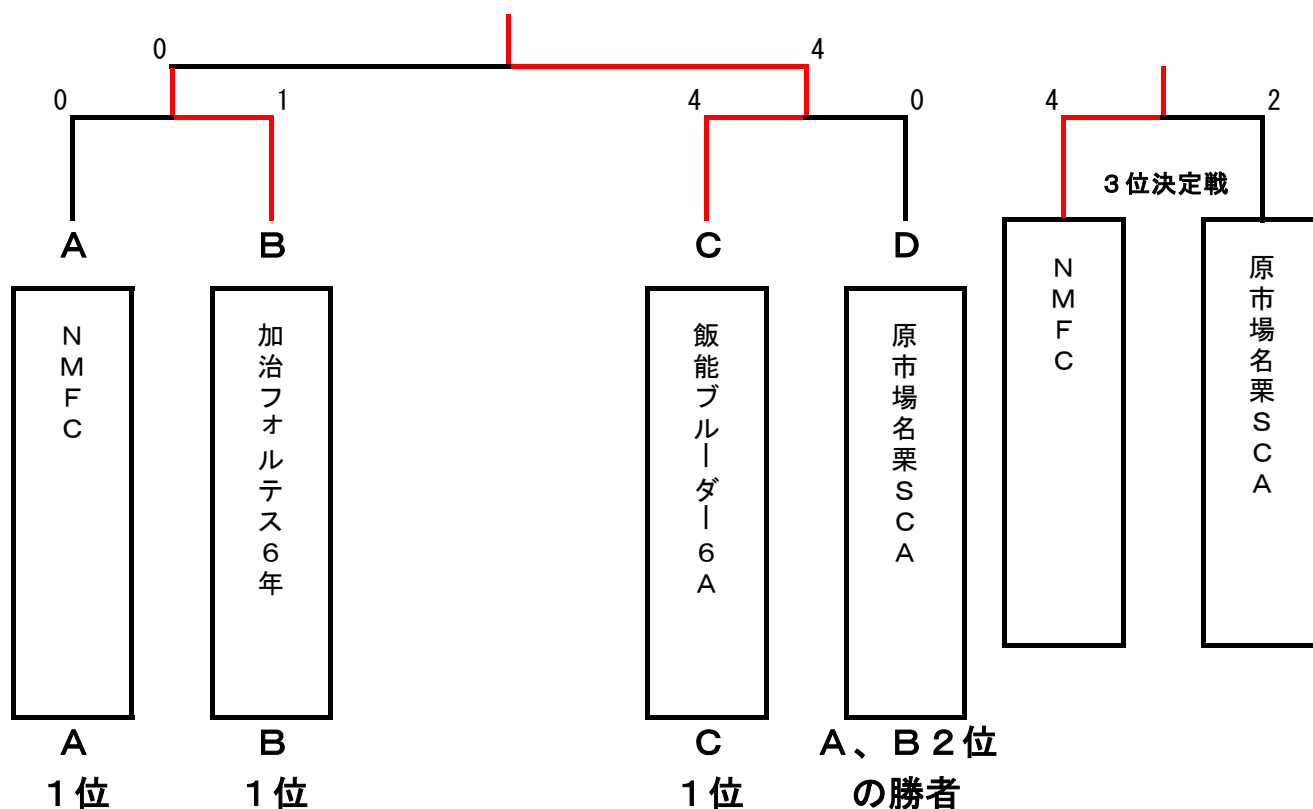 0
4
0
1
4
0
4
2
３位決定戦
A
B
C
D
ＮＭＦＣ
加治フォルテス６年
飯能ブルーダー６Ａ
原市場名栗ＳＣＡ
ＮＭＦＣ
原市場名栗ＳＣＡ
A
1位
B
1位
C
1位
A、B２位
の勝者